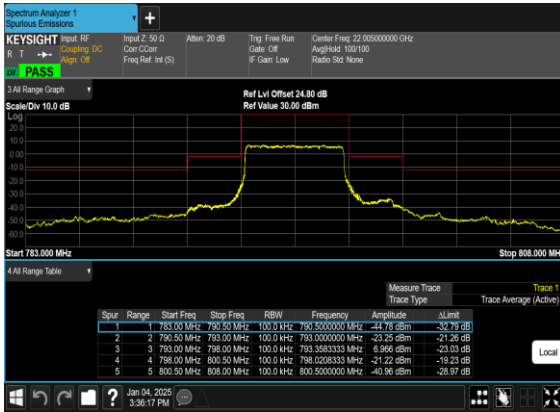 Spectrum Analyzer 1
Spurious Emissions
+
KEYSIGHT Input: RF Input Z: 50 Ω Atten: 20 dB Trig: Free Run Center Freq: 22.005000000 GHz
R T Coupling: DC Corr CCorr Gate: Off Avg|Hold: 100/100
Align: Off Freq Ref: Int (S) IF Gain: Low Radio Std: None
PASS
3 All Range Graph
Ref Lvl Offset 24.80 dB
Scale/Div 10.0 dB Ref Value 30.00 dBm
Log
20.0
10.0
0.00
-10.0
-20.0
-30.0
-40.0
-50.0
-60.0
Start 783.000 MHz Stop 808.000 MH
4 All Range Table
Measure Trace Trace 1
Trace Type Trace Average (Active)
Spur Range Start Freq Stop Freq RBW Frequency Amplitude ΔLimit
1 1 783.00 MHz 790.50 MHz 100.0 kHz 790.5000000 MHz -44.78 dBm -32.79 dB
2 2 790.50 MHz 793.00 MHz 100.0 kHz 793.0000000 MHz -23.25 dBm -21.26 dB
3 3 793.00 MHz 798.00 MHz 100.0 kHz 793.3583333 MHz 6.966 dBm -23.03 dB
4 4 798.00 MHz 800.50 MHz 100.0 kHz 798.0208333 MHz -21.22 dBm -19.23 dB
5 5 800.50 MHz 808.00 MHz 100.0 kHz 800.5000000 MHz -40.96 dBm -28.97 dB
Local
?
Jan 04, 2025
3:36:17 PM